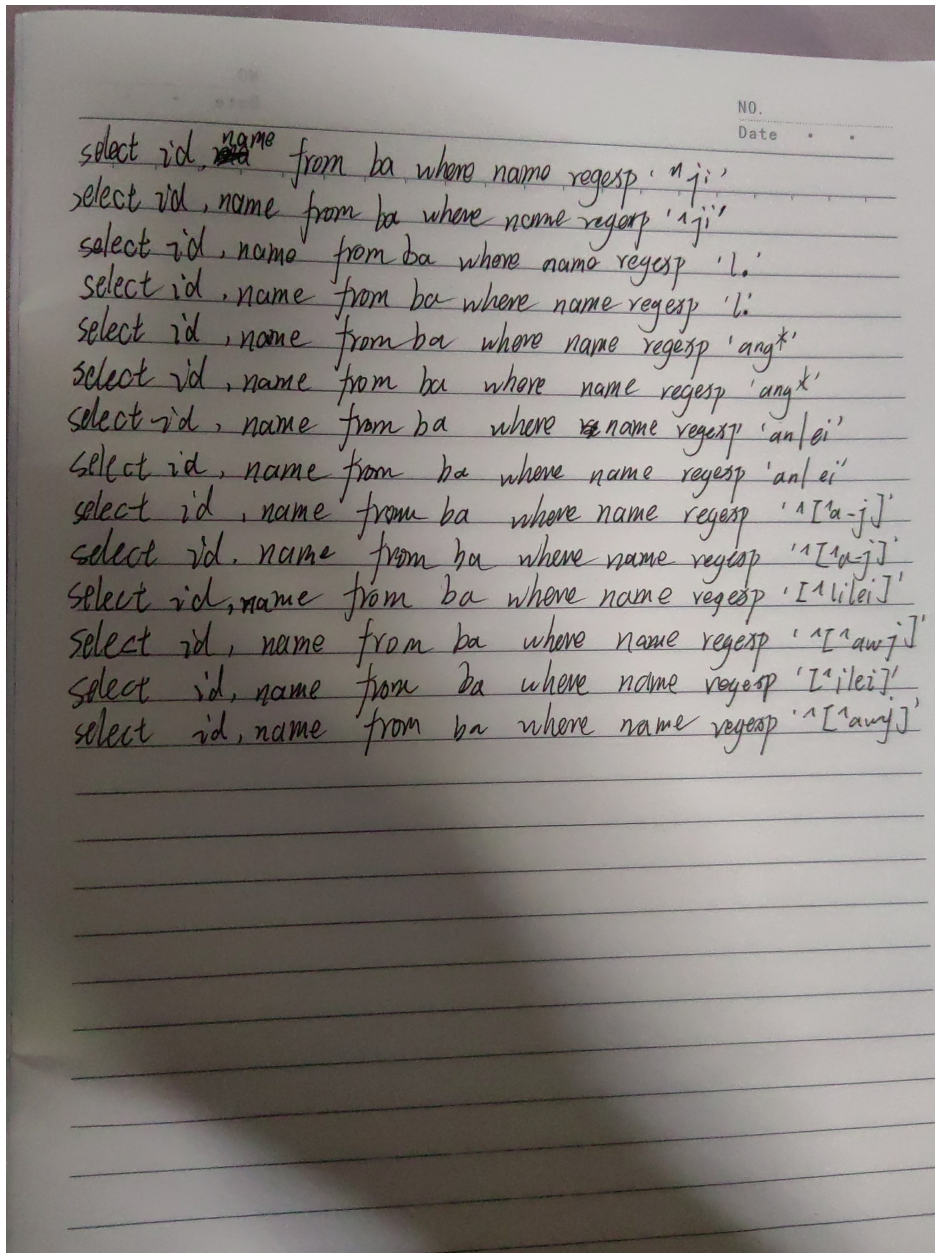 NO.
Date
select id, name from ba where name regexp '^ji'
select id, name from ba where name regexp '^ji'
select id, name from ba where name regexp 'l.'
select id, name from ba where name regexp 'l.'
select id, name from ba where name regexp 'ang*'
select id, name from ba where name regexp 'ang*'
select id, name from ba where name regexp 'an|ei'
select id, name from ba where name regexp 'an|ei'
select id, name from ba where name regexp '^[^a-j]'
select id. name from ba where name regexp '^[^a-j]'
select id, name from ba where name regexp '[^lilei]'
select id, name from ba where name regexp '^[^awj]'
select id, name from ba where name regexp '[^ilei]'
select id, name from ba where name regexp '^[^awj]'